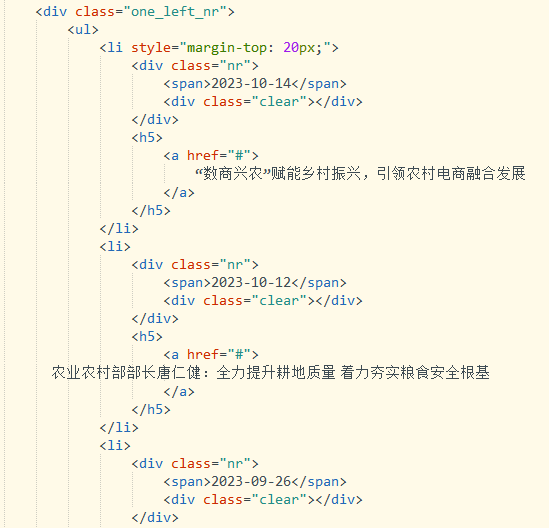 <div class="one_left_nr">
<ul>
<li style="margin-top: 20px;">
<div class="nr">
<span>2023-10-14</span>
<div class="clear"></div>
</div>
<h5>
<a href="#">
“数商兴农”赋能乡村振兴，引领农村电商融合发展
</a>
</h5>
</li>
<li>
<div class="nr">
<span>2023-10-12</span>
<div class="clear"></div>
</div>
<h5>
<a href="#">
农业农村部部长唐仁健：全力提升耕地质量 着力夯实粮食安全根基
</a>
</h5>
</li>
<li>
<div class="nr">
<span>2023-09-26</span>
<div class="clear"></div>
</div>